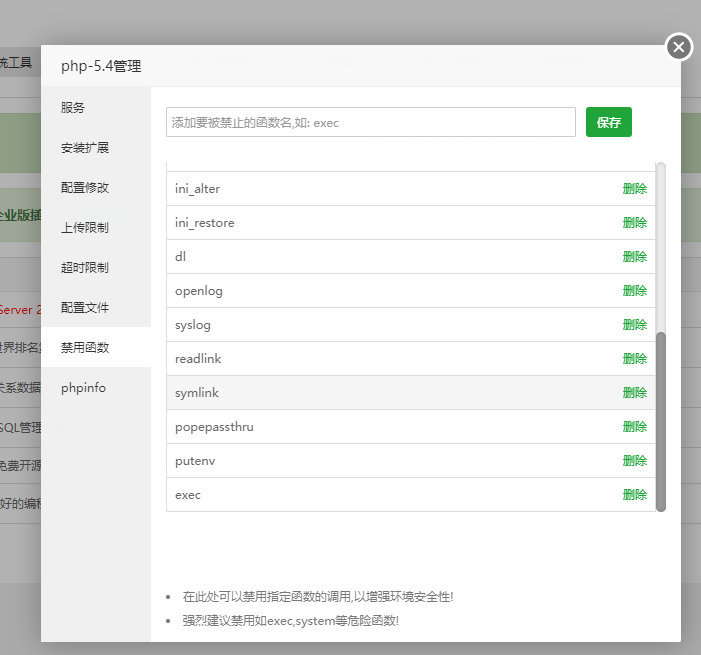 php-5.4管理
统工具
服务
安装扩展
配置修改
上传限制
超时限制
配置文件
禁用函数
phpinfo
添加要被禁止的函数名,如: exec
保存
ini_alter 删除
ini_restore 删除
dl 删除
openlog 删除
syslog 删除
readlink 删除
symlink 删除
popepassthru 删除
putenv 删除
exec 删除
在此处可以禁用指定函数的调用,以增强环境安全性!
强烈建议禁用如exec,system等危险函数!
企业版插
Server 2
世界排名
关系数据
SQL管理
免费开源
好的编程